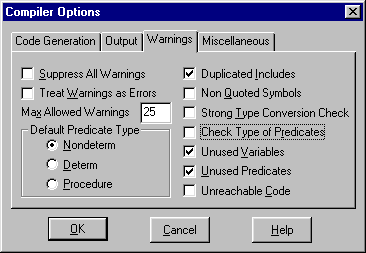 Compiler Options
Code Generation Output Warnings Miscellaneous
Suppress All Warnings
Treat Warnings as Errors
Max Allowed Warnings 25
Default Predicate Type
Nondeterm
Determ
Procedure
Duplicated Includes
Non Quoted Symbols
Strong Type Conversion Check
Check Type of Predicates
Unused Variables
Unused Predicates
Unreachable Code
OK Cancel Help